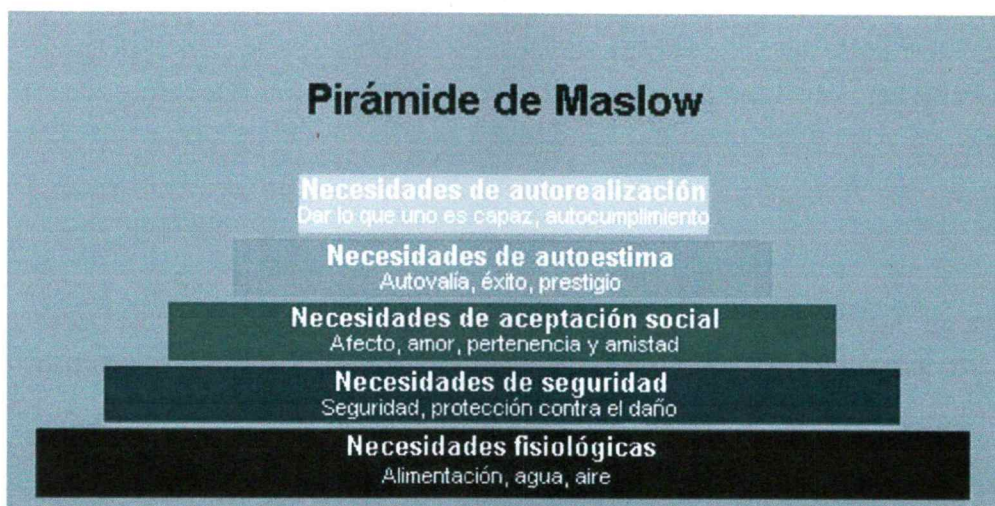 Pirámide de Maslow
Necesidades de autorealización
Dar lo que uno es capaz, autocumplimiento
Necesidades de autoestima
Autovalía, éxito, prestigio
Necesidades de aceptación social
Afecto, amor, pertenencia y amistad
Necesidades de seguridad
Seguridad, protección contra el daño
Necesidades fisiológicas
Alimentación, agua, aire